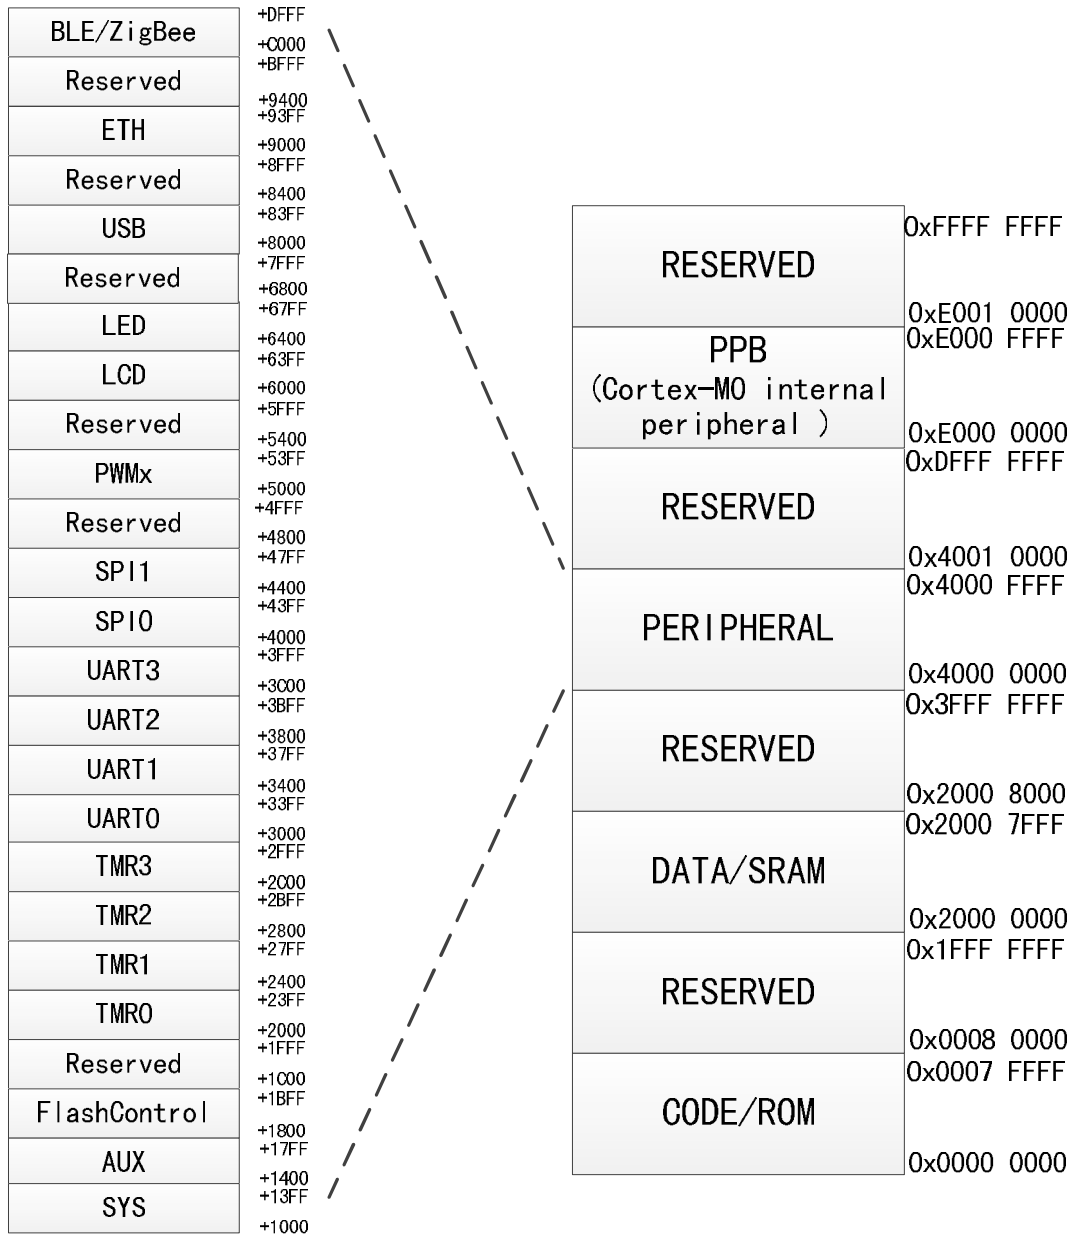 BLE/ZigBee
+DFFF
+C000
Reserved
+BFFF
+9400
ETH
+93FF
+9000
Reserved
+8FFF
+8400
USB
+83FF
+8000
Reserved
+7FFF
+6800
LED
+67FF
+6400
LCD
+63FF
+6000
Reserved
+5FFF
+5400
PWMx
+53FF
+5000
Reserved
+4FFF
+4800
SPI1
+47FF
+4400
SPI0
+43FF
+4000
UART3
+3FFF
+3C00
UART2
+3BFF
+3800
UART1
+37FF
+3400
UART0
+33FF
+3000
TMR3
+2FFF
+2C00
TMR2
+2BFF
+2800
TMR1
+27FF
+2400
TMR0
+23FF
+2000
Reserved
+1FFF
+1C00
FlashControl
+1BFF
+1800
AUX
+17FF
+1400
SYS
+13FF
+1000
RESERVED
0xFFFF FFFF
0xE001 0000
PPB
(Cortex-M0 internal
peripheral )
0xE000 FFFF
0xE000 0000
RESERVED
0xDFFF FFFF
0x4001 0000
PERIPHERAL
0x4000 FFFF
0x4000 0000
RESERVED
0x3FFF FFFF
0x2000 8000
DATA/SRAM
0x2000 7FFF
0x2000 0000
RESERVED
0x1FFF FFFF
0x0008 0000
CODE/ROM
0x0007 FFFF
0x0000 0000